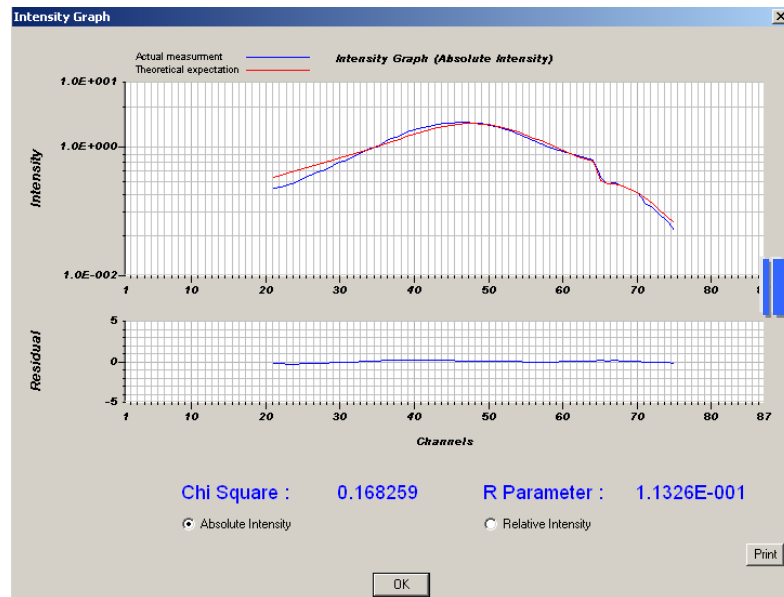 Intensity Graph
Actual measurment
Theoretical expectation
Intensity Graph (Absolute Intensity)
1.0E+001
1.0E+000
1.0E-002
Intensity
1 10 20 30 40 50 60 70 80
5
0
-5
Residual
1 10 20 30 40 50 60 70 80 87
Channels
Chi Square : 0.168259 R Parameter : 1.1326E-001
Absolute Intensity Relative Intensity
Print
OK